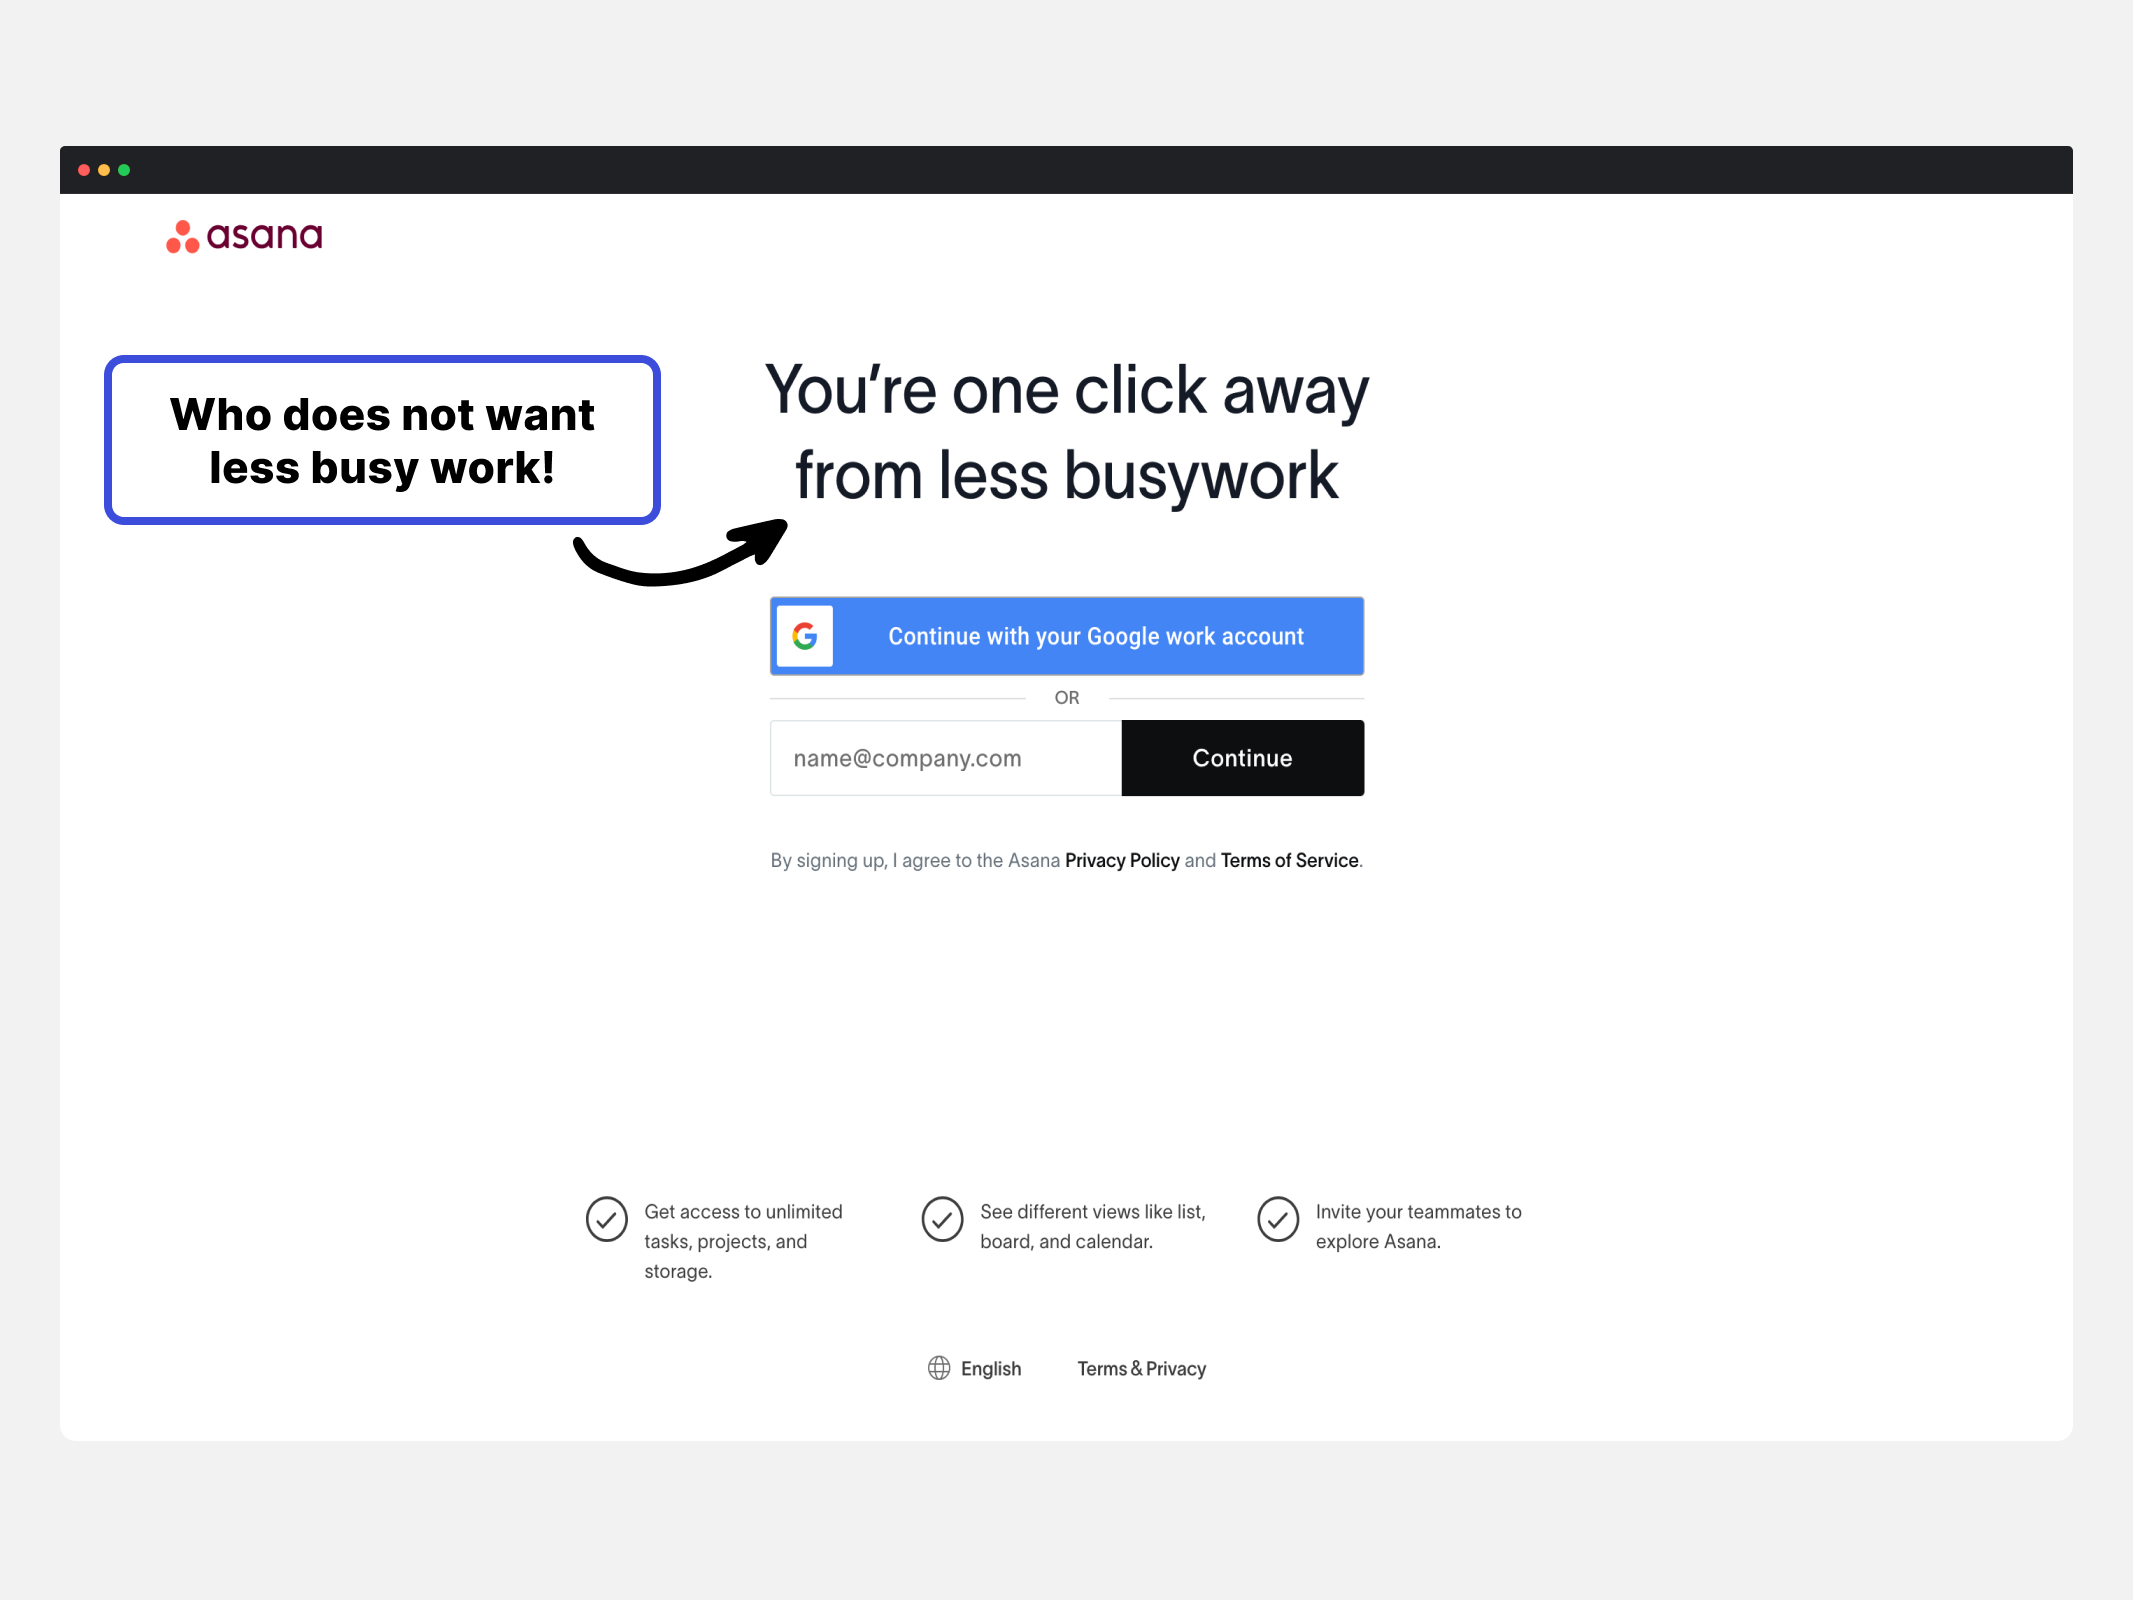 asana
Who does not want
less busy work!
You’re one click away
from less busywork
Continue with your Google work account
OR
name@company.com
Continue
By signing up, I agree to the Asana Privacy Policy and Terms of Service.
Get access to unlimited
tasks, projects, and
storage.
See different views like list,
board, and calendar.
Invite your teammates to
explore Asana.
English
Terms & Privacy